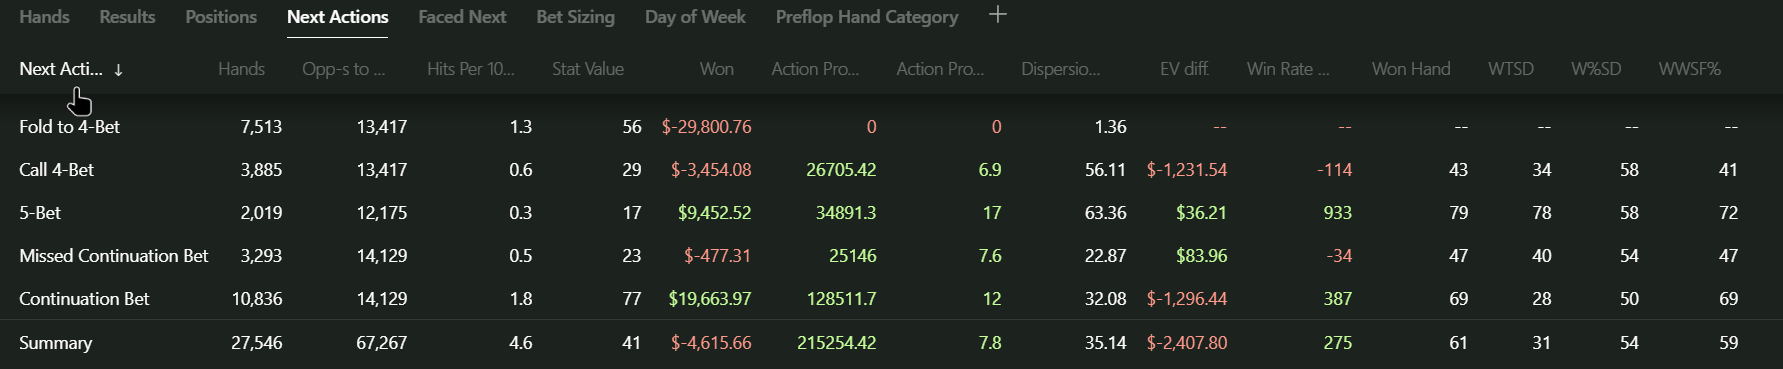 Hands Results Positions Next Actions Faced Next Bet Sizing Day of Week Preflop Hand Category +
Next Acti... ↓ Hands Opp-s to ... Hits Per 10... Stat Value Won Action Pro... Action Pro... Dispersio... EV diff. Win Rate ... Won Hand WTSD W%SD WWSF%
Fold to 4-Bet 7,513 13,417 1.3 56 $-29,800.76 0 0 1.36 -- -- -- -- -- --
Call 4-Bet 3,885 13,417 0.6 29 $-3,454.08 26705.42 6.9 56.11 $-1,231.54 -114 43 34 58 41
5-Bet 2,019 12,175 0.3 17 $9,452.52 34891.3 17 63.36 $36.21 933 79 78 58 72
Missed Continuation Bet 3,293 14,129 0.5 23 $-477.31 25146 7.6 22.87 $83.96 -34 47 40 54 47
Continuation Bet 10,836 14,129 1.8 77 $19,663.97 128511.7 12 32.08 $-1,296.44 387 69 28 50 69
Summary 27,546 67,267 4.6 41 $-4,615.66 215254.42 7.8 35.14 $-2,407.80 275 61 31 54 59